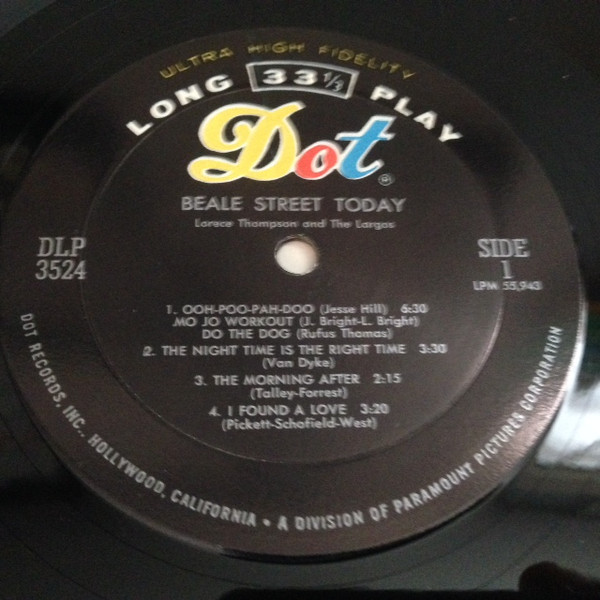 ULTRA HIGH FIDELITY
LONG 33 1/3 PLAY
Dot®
BEALE STREET TODAY
Larece Thompson and The Largos
DLP
3524
SIDE
1
LPM 55,943
1. OOH-POO-PAH-DOO (Jesse Hill) 6:30
MO JO WORKOUT (J. Bright-L. Bright)
DO THE DOG (Rufus Thomas)
2. THE NIGHT TIME IS THE RIGHT TIME 3:30
(Van Dyke)
3. THE MORNING AFTER 2:15
(Talley-Forrest)
4. I FOUND A LOVE 3:20
(Pickett-Schofield-West)
DOT RECORDS, INC., HOLLYWOOD, CALIFORNIA • A DIVISION OF PARAMOUNT PICTURES CORPORATION